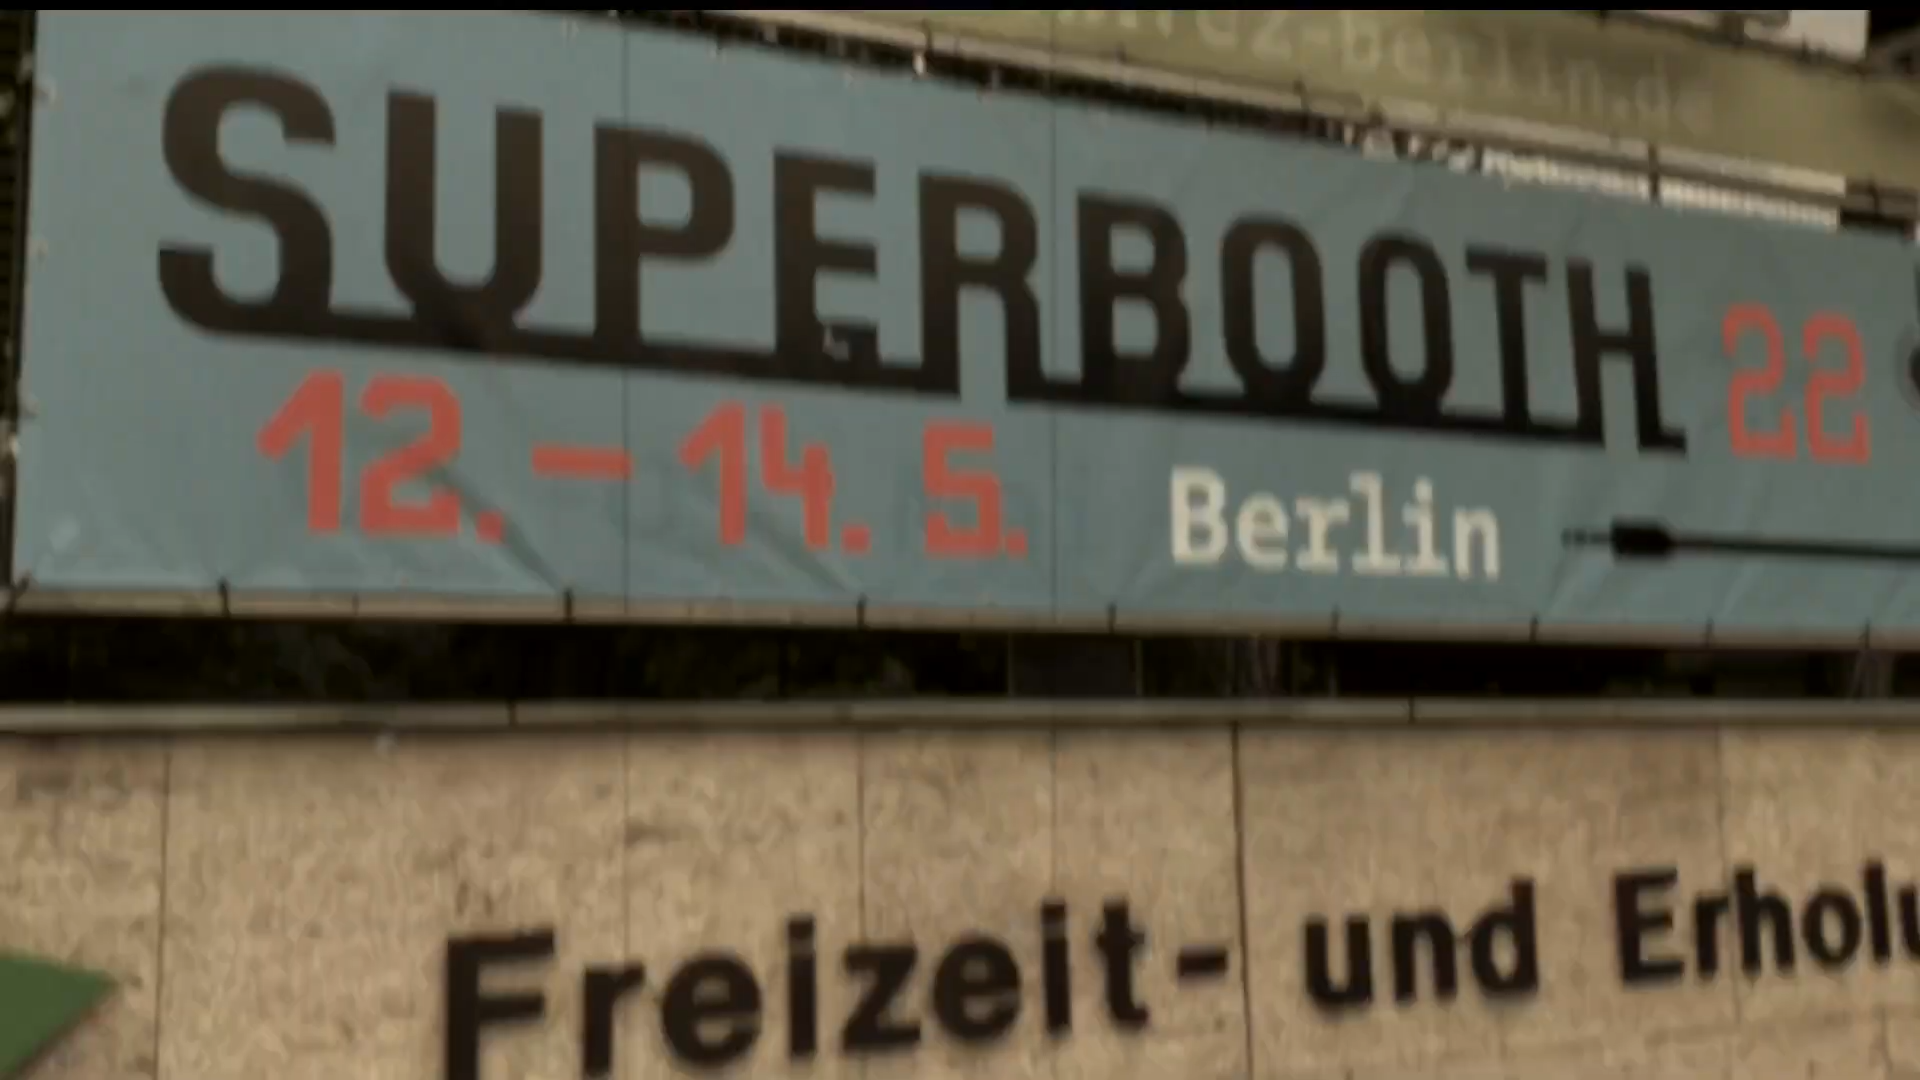 SUPERBOOTH 22
12.-14. 5. Berlin
Freizeit- und Erholu